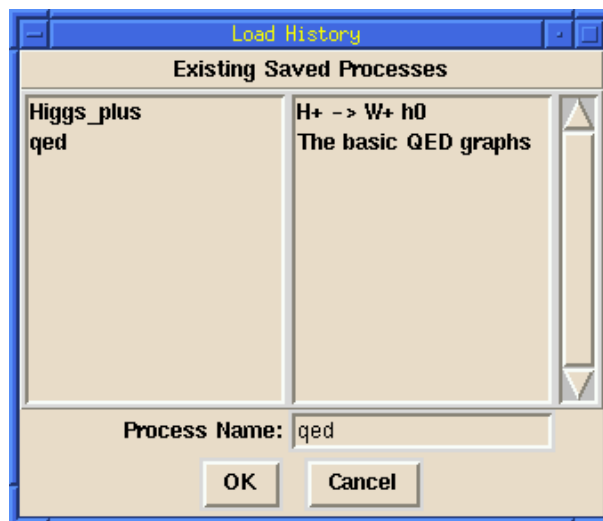 Load History
Existing Saved Processes
Higgs_plus H+ -> W+ h0
qed The basic QED graphs
Process Name: qed
OK Cancel